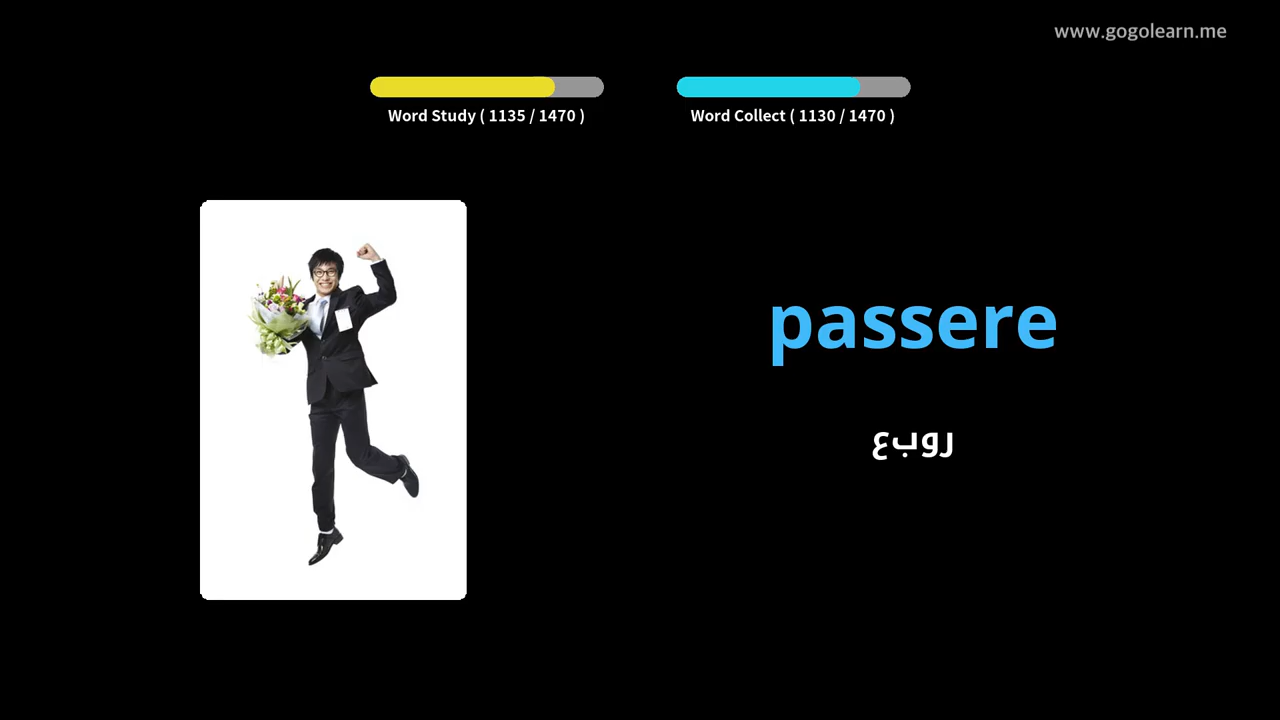 www.gogolearn.me
Word Study ( 1135 / 1470 )
Word Collect ( 1130 / 1470 )
passere
روبع